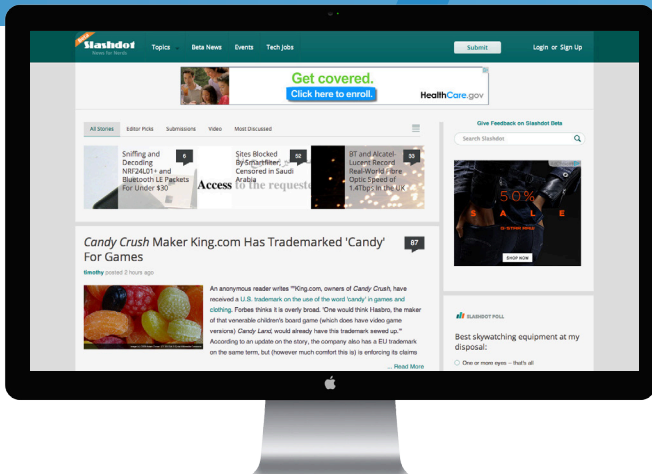 Beta
Slashdot
News for Nerds
Topics
Beta News
Events
Tech Jobs
Submit
Login or Sign Up
Get covered.
Click here to enroll.
HealthCare.gov
All Stories
Editor Picks
Submissions
Video
Most Discussed
Give Feedback on Slashdot Beta
Search Slashdot
Sniffing and
Decoding
NRF24L01+ and
Bluetooth LE Packets
For Under $30
6
Sites Blocked
By Smartfilter,
Censored in Saudi
Arabia
52
Access to the requeste
BT and Alcatel-
Lucent Record
Real-World Fibre
Optic Speed of
1.4Tbps In the UK
33
50%
SALE
SHOP NOW
Candy Crush Maker King.com Has Trademarked 'Candy'
For Games
87
timothy posted 2 hours ago
An anonymous reader writes "'King.com, owners of Candy Crush, have
received a U.S. trademark on the use of the word 'candy' in games and
clothing. Forbes thinks it is overly broad. 'One would think Hasbro, the maker
of that venerable children's board game (which does have video game
versions) Candy Land, would already have this trademark sewed up.'"
According to an update on the story, the company also has a EU trademark
on the same term, but (however much comfort this is) is enforcing its claims
... Read More
SLASHDOT POLL
Best skywatching equipment at my
disposal:
One or more eyes -- that's all